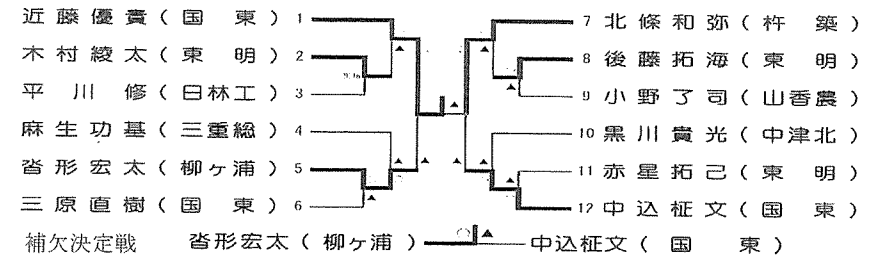 近藤優貴(国東) 1
木村綾太(東明) 2
平川修(日林工) 3
麻生功基(三重総) 4
沓形宏太(柳ヶ浦) 5
三原直樹(国東) 6
7 北條和弥(杵築)
8 後藤拓海(東明)
9 小野了司(山香農)
10 黒川貴光(中津北)
11 赤星拓己(東明)
12 中込柾文(国東)
補欠決定戦 沓形宏太(柳ヶ浦) 中込柾文(国東)